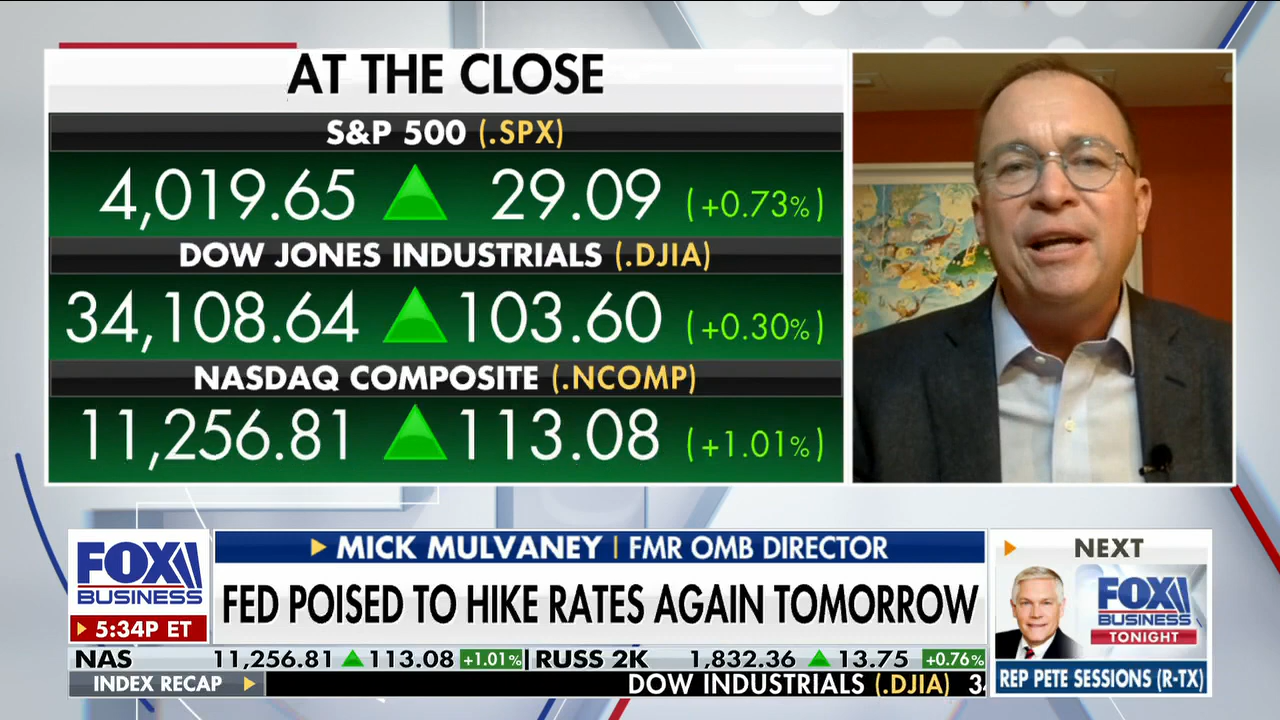 AT THE CLOSE
S&P 500 (.SPX)
4,019.65 ▲ 29.09 (+0.73%)
DOW JONES INDUSTRIALS (.DJIA)
34,108.64 ▲ 103.60 (+0.30%)
NASDAQ COMPOSITE (.NCOMP)
11,256.81 ▲ 113.08 (+1.01%)
FOX
BUSINESS
5:34P ET
MICK MULVANEY | FMR OMB DIRECTOR
FED POISED TO HIKE RATES AGAIN TOMORROW
NEXT
FOX
BUSINESS
TONIGHT
REP PETE SESSIONS (R-TX)
NAS 11,256.81 ▲ 113.08 +1.01% | RUSS 2K 1,832.36 ▲ 13.75 +0.76%
INDEX RECAP DOW INDUSTRIALS (.DJIA) 34